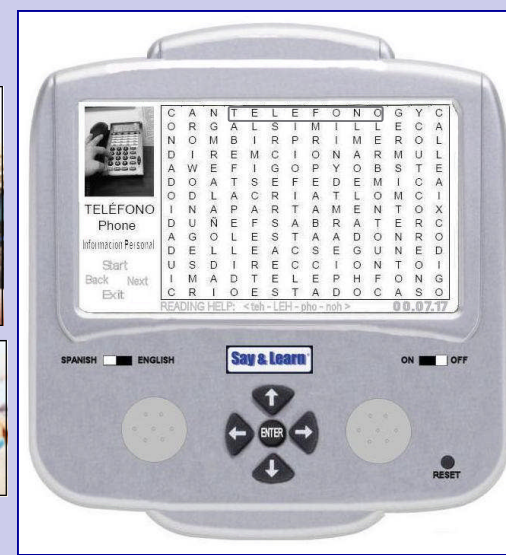 C A N T E L E F O N O G Y C
O R G A L S I M I L L E C A
N O M B I R P R I M E R O L
D I R E M C I O N A R M U L
A W E F I G O P Y O B S T E
D O A T S E F E D E M I C A
O D L A C R I A T L O M C I
I N A P A R T A M E N T O X
D U Ñ E F S A B R A T E R C
A G O L E S T A A D O N R O
D E L L E A C S E G U N E D
U S D I R E C C I O N T O I
I M A D T E L E P H F O N G
C R I O E S T A D O C A S O
TELÉFONO
Phone
Informacion Personal
Start
Back Next
Exit
READING HELP: < teh - LEH - pho - noh > 00.07.17
SPANISH ENGLISH
Say & Learn
ON OFF
ENTER
RESET